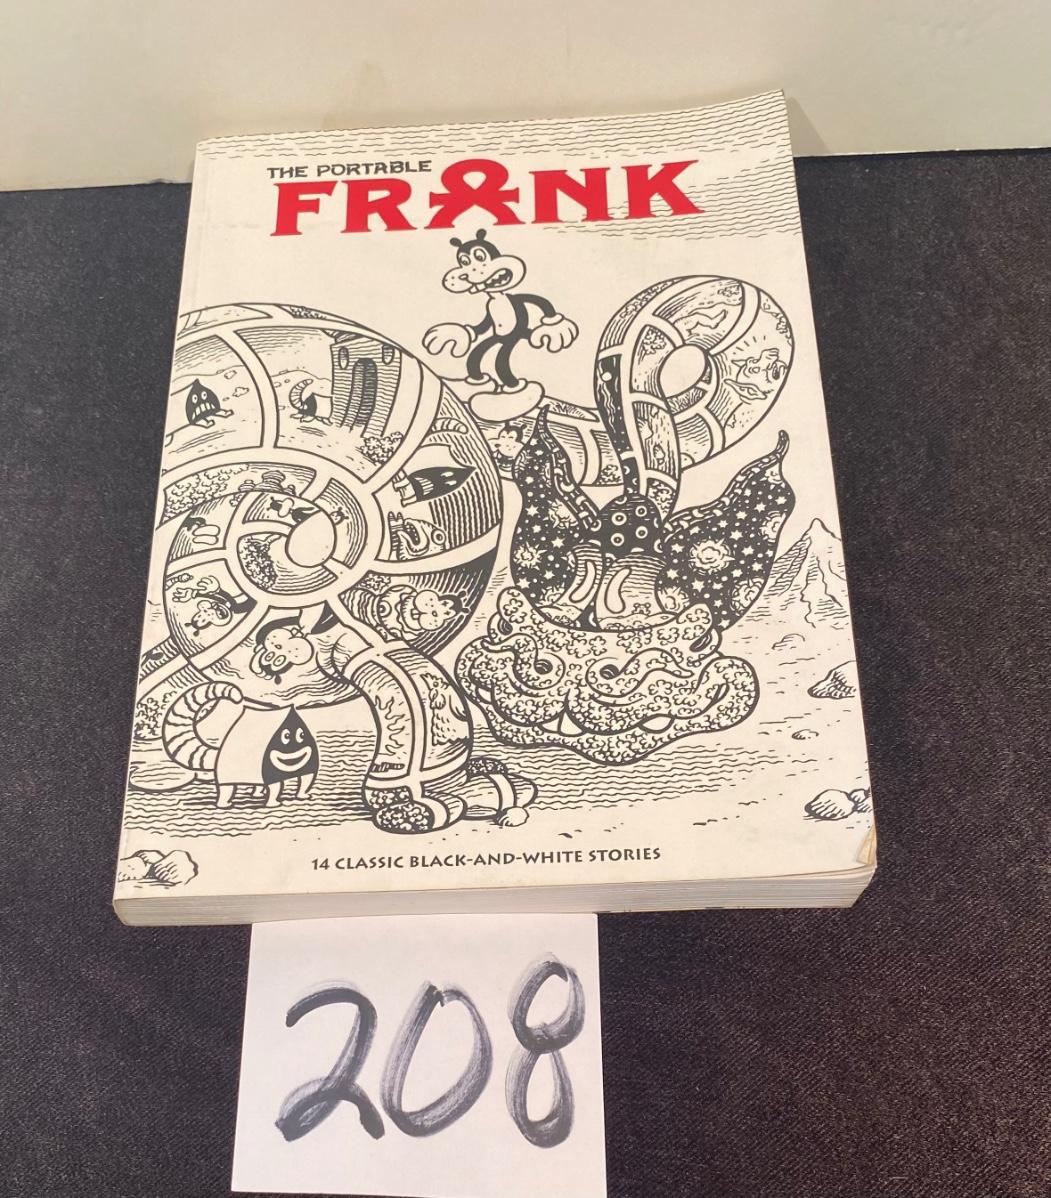 THE PORTABLE
FRANK
14 CLASSIC BLACK-AND-WHITE STORIES
208